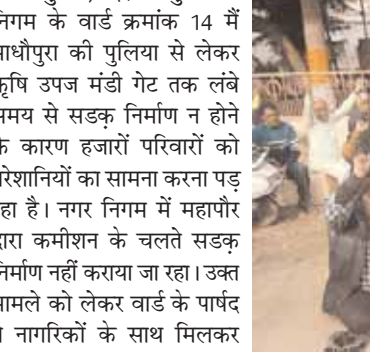 निगम के वार्ड क्रमांक 14 मैं
माधौपुरा की पुलिया से लेकर
कृषि उपज मंडी गेट तक लंबे
समय से सडक़ निर्माण न होने
के कारण हजारों परिवारों को
परेशानियों का सामना करना पड़
रहा है। नगर निगम में महापौर
द्वारा कमीशन के चलते सडक़
निर्माण नहीं कराया जा रहा। उक्त
मामले को लेकर वार्ड के पार्षद
ने नागरिकों के साथ मिलकर